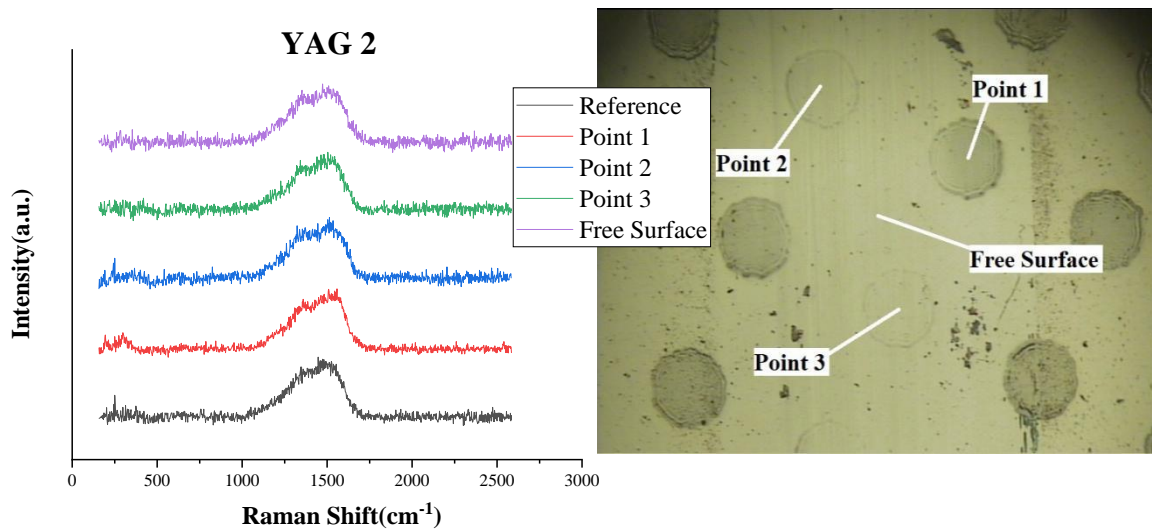 YAG 2
Intensity(a.u.)
Reference
Point 1
Point 2
Point 3
Free Surface
0
500
1000
1500
2000
2500
3000
Raman Shift(cm⁻¹)
Point 1
Point 2
Free Surface
Point 3